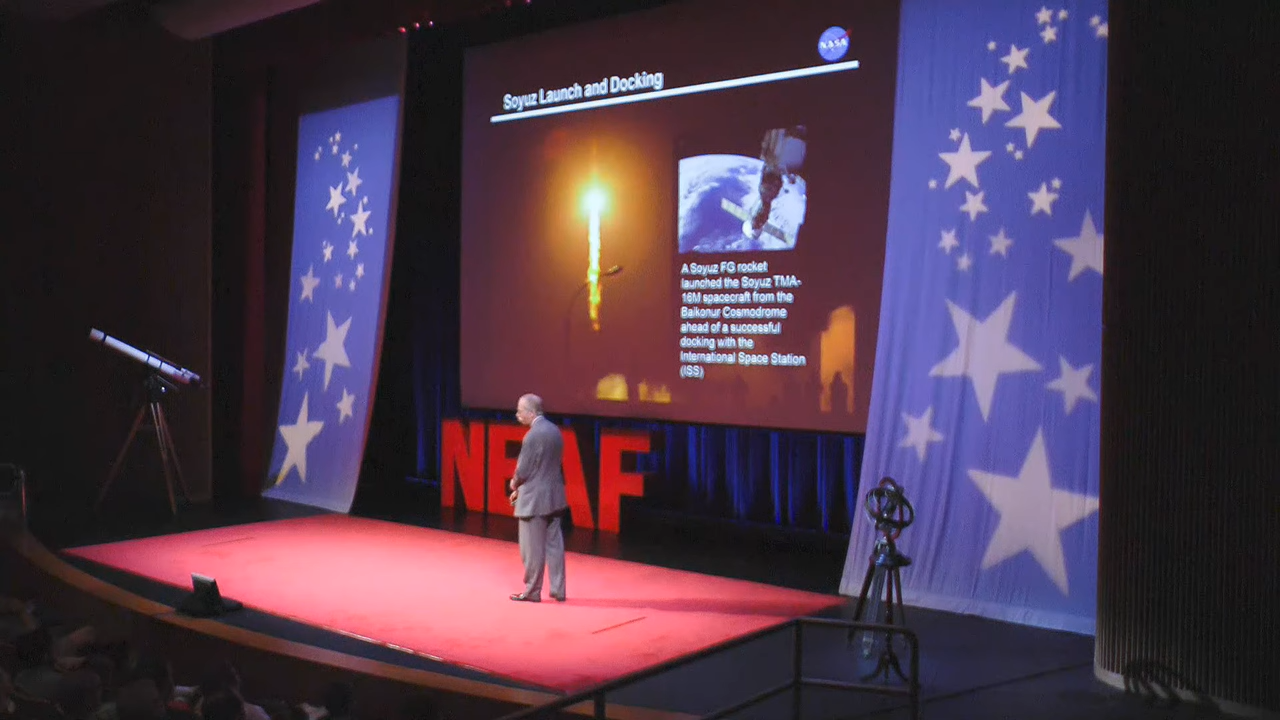 NASA
Soyuz Launch and Docking
A Soyuz FG rocket
launched the Soyuz TMA-
16M spacecraft from the
Baikonur Cosmodrome
ahead of a successful
docking with the
International Space Station
(ISS)
NEAF